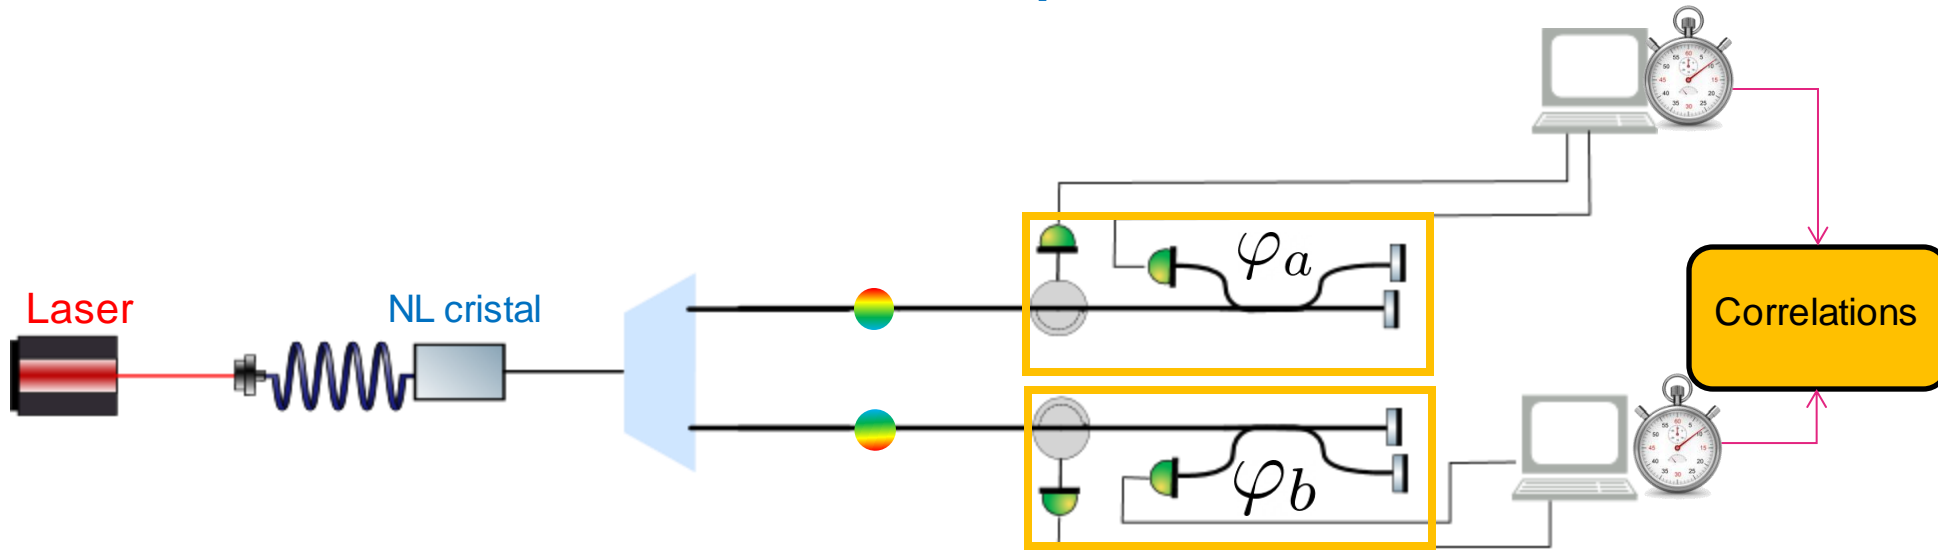 Laser
NL cristal
φa
φb
Correlations